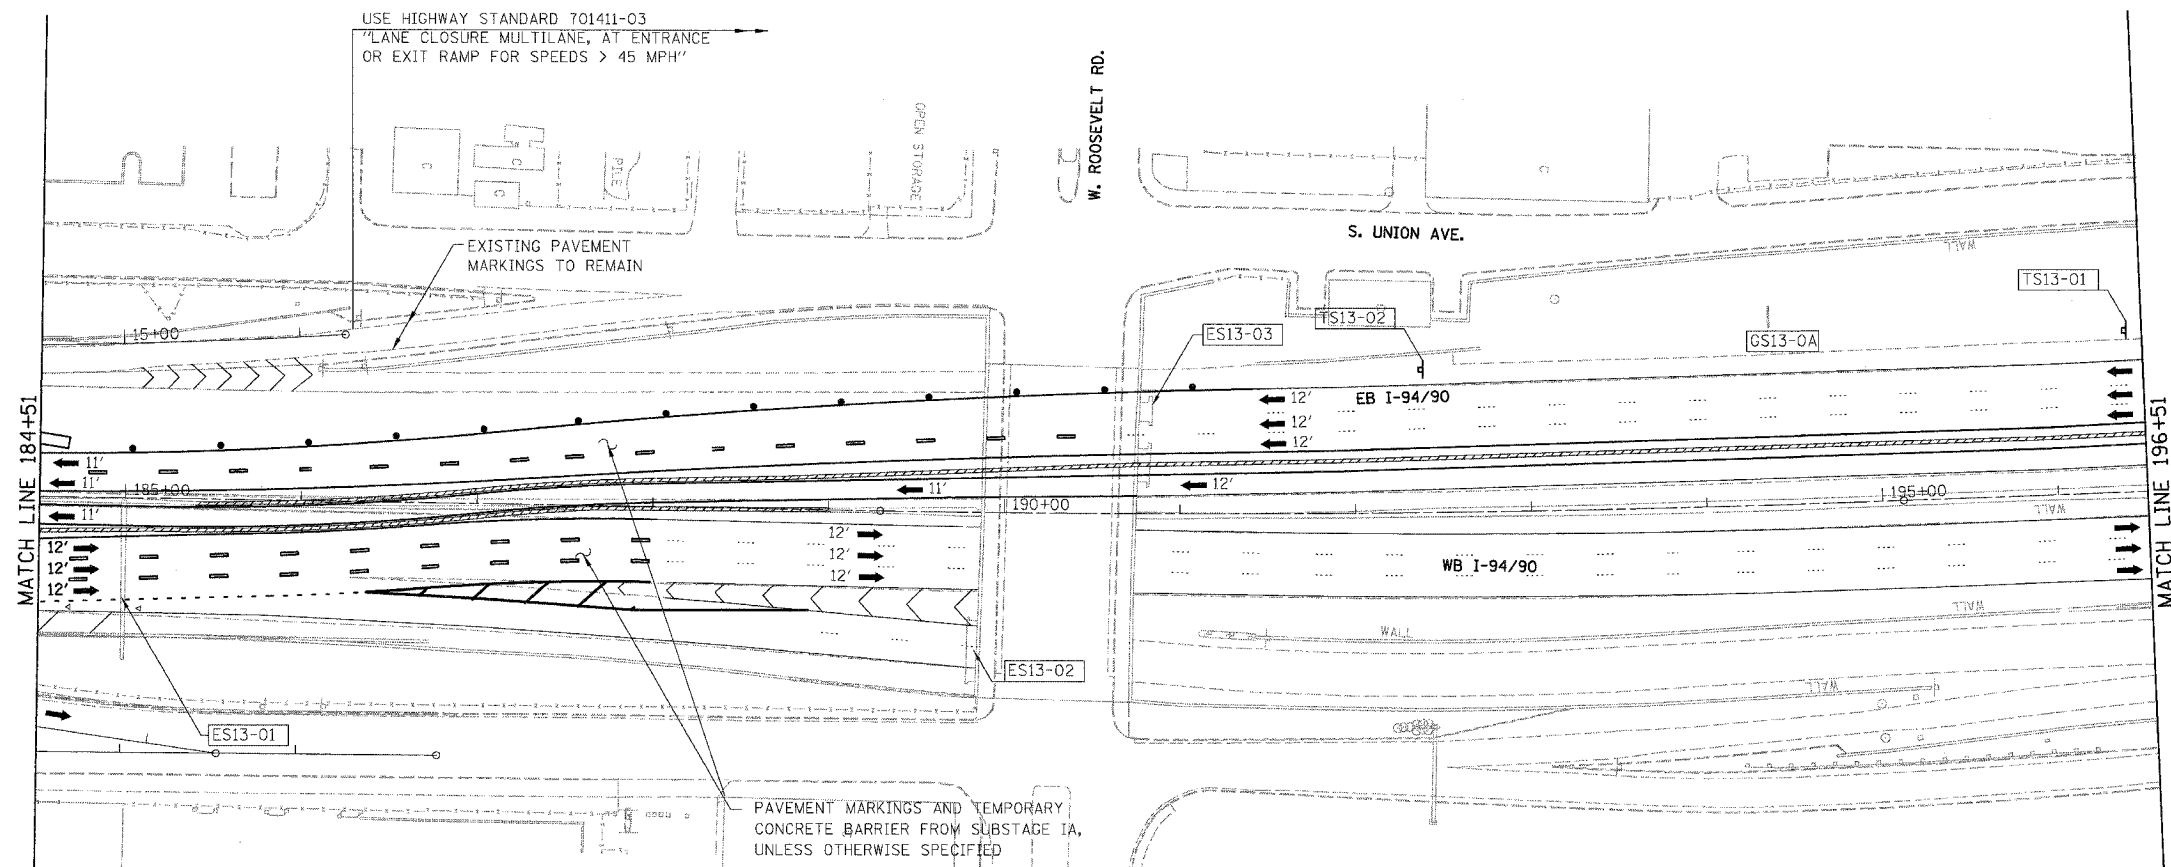 USE HIGHWAY STANDARD 701411-03
"LANE CLOSURE MULTILANE, AT ENTRANCE
OR EXIT RAMP FOR SPEEDS > 45 MPH"
W. ROOSEVELT RD.
OPEN STORAGE
PILE
C
C
C
C
EXISTING PAVEMENT
MARKINGS TO REMAIN
S. UNION AVE.
WALL
TS13-01
TS13-02
ES13-03
GS13-0A
15+00
MATCH LINE 184+51
MATCH LINE 196+51
EB I-94/90
12'
12'
12'
11'
11'
185+00
11'
12'
11'
190+00
195+00
WALL
12'
12'
12'
12'
12'
12'
WB I-94/90
WALL
WALL
WALL
ES13-02
ES13-01
PAVEMENT MARKINGS AND TEMPORARY
CONCRETE BARRIER FROM SUBSTAGE IA,
UNLESS OTHERWISE SPECIFIED